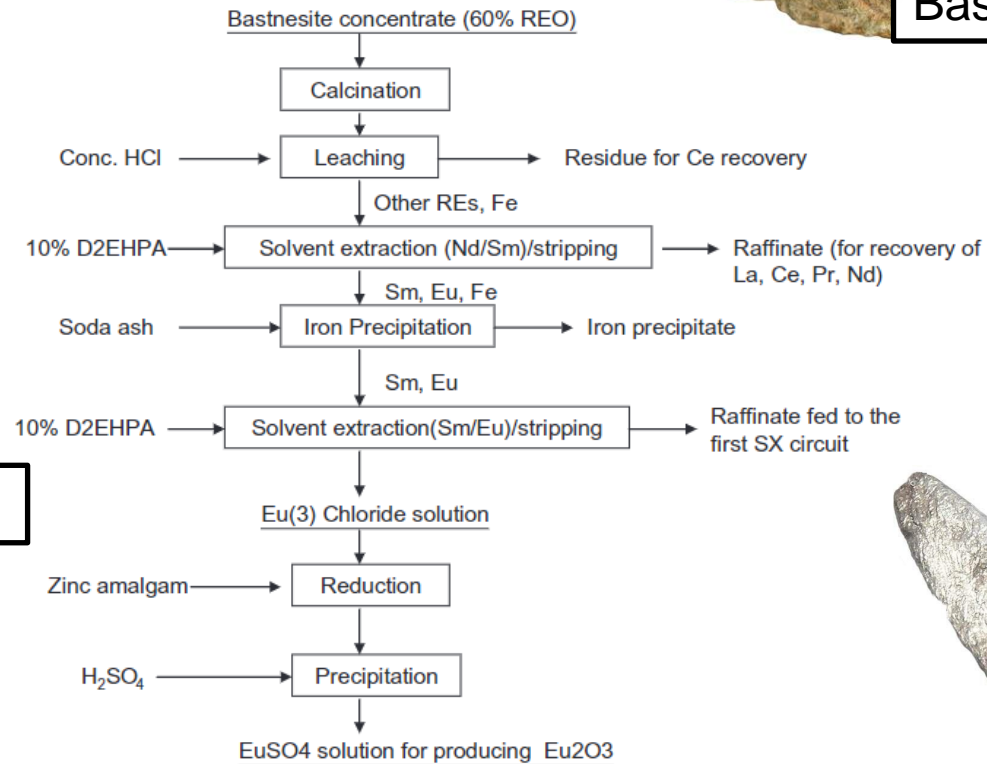 Bastnesite concentrate (60% REO)
Bas
Calcination
Conc. HCl
Leaching
Residue for Ce recovery
Other REs, Fe
10% D2EHPA
Solvent extraction (Nd/Sm)/stripping
Raffinate (for recovery of
La, Ce, Pr, Nd)
Sm, Eu, Fe
Soda ash
Iron Precipitation
Iron precipitate
Sm, Eu
10% D2EHPA
Solvent extraction(Sm/Eu)/stripping
Raffinate fed to the
first SX circuit
Eu(3) Chloride solution
Zinc amalgam
Reduction
H₂SO₄
Precipitation
EuSO4 solution for producing Eu2O3